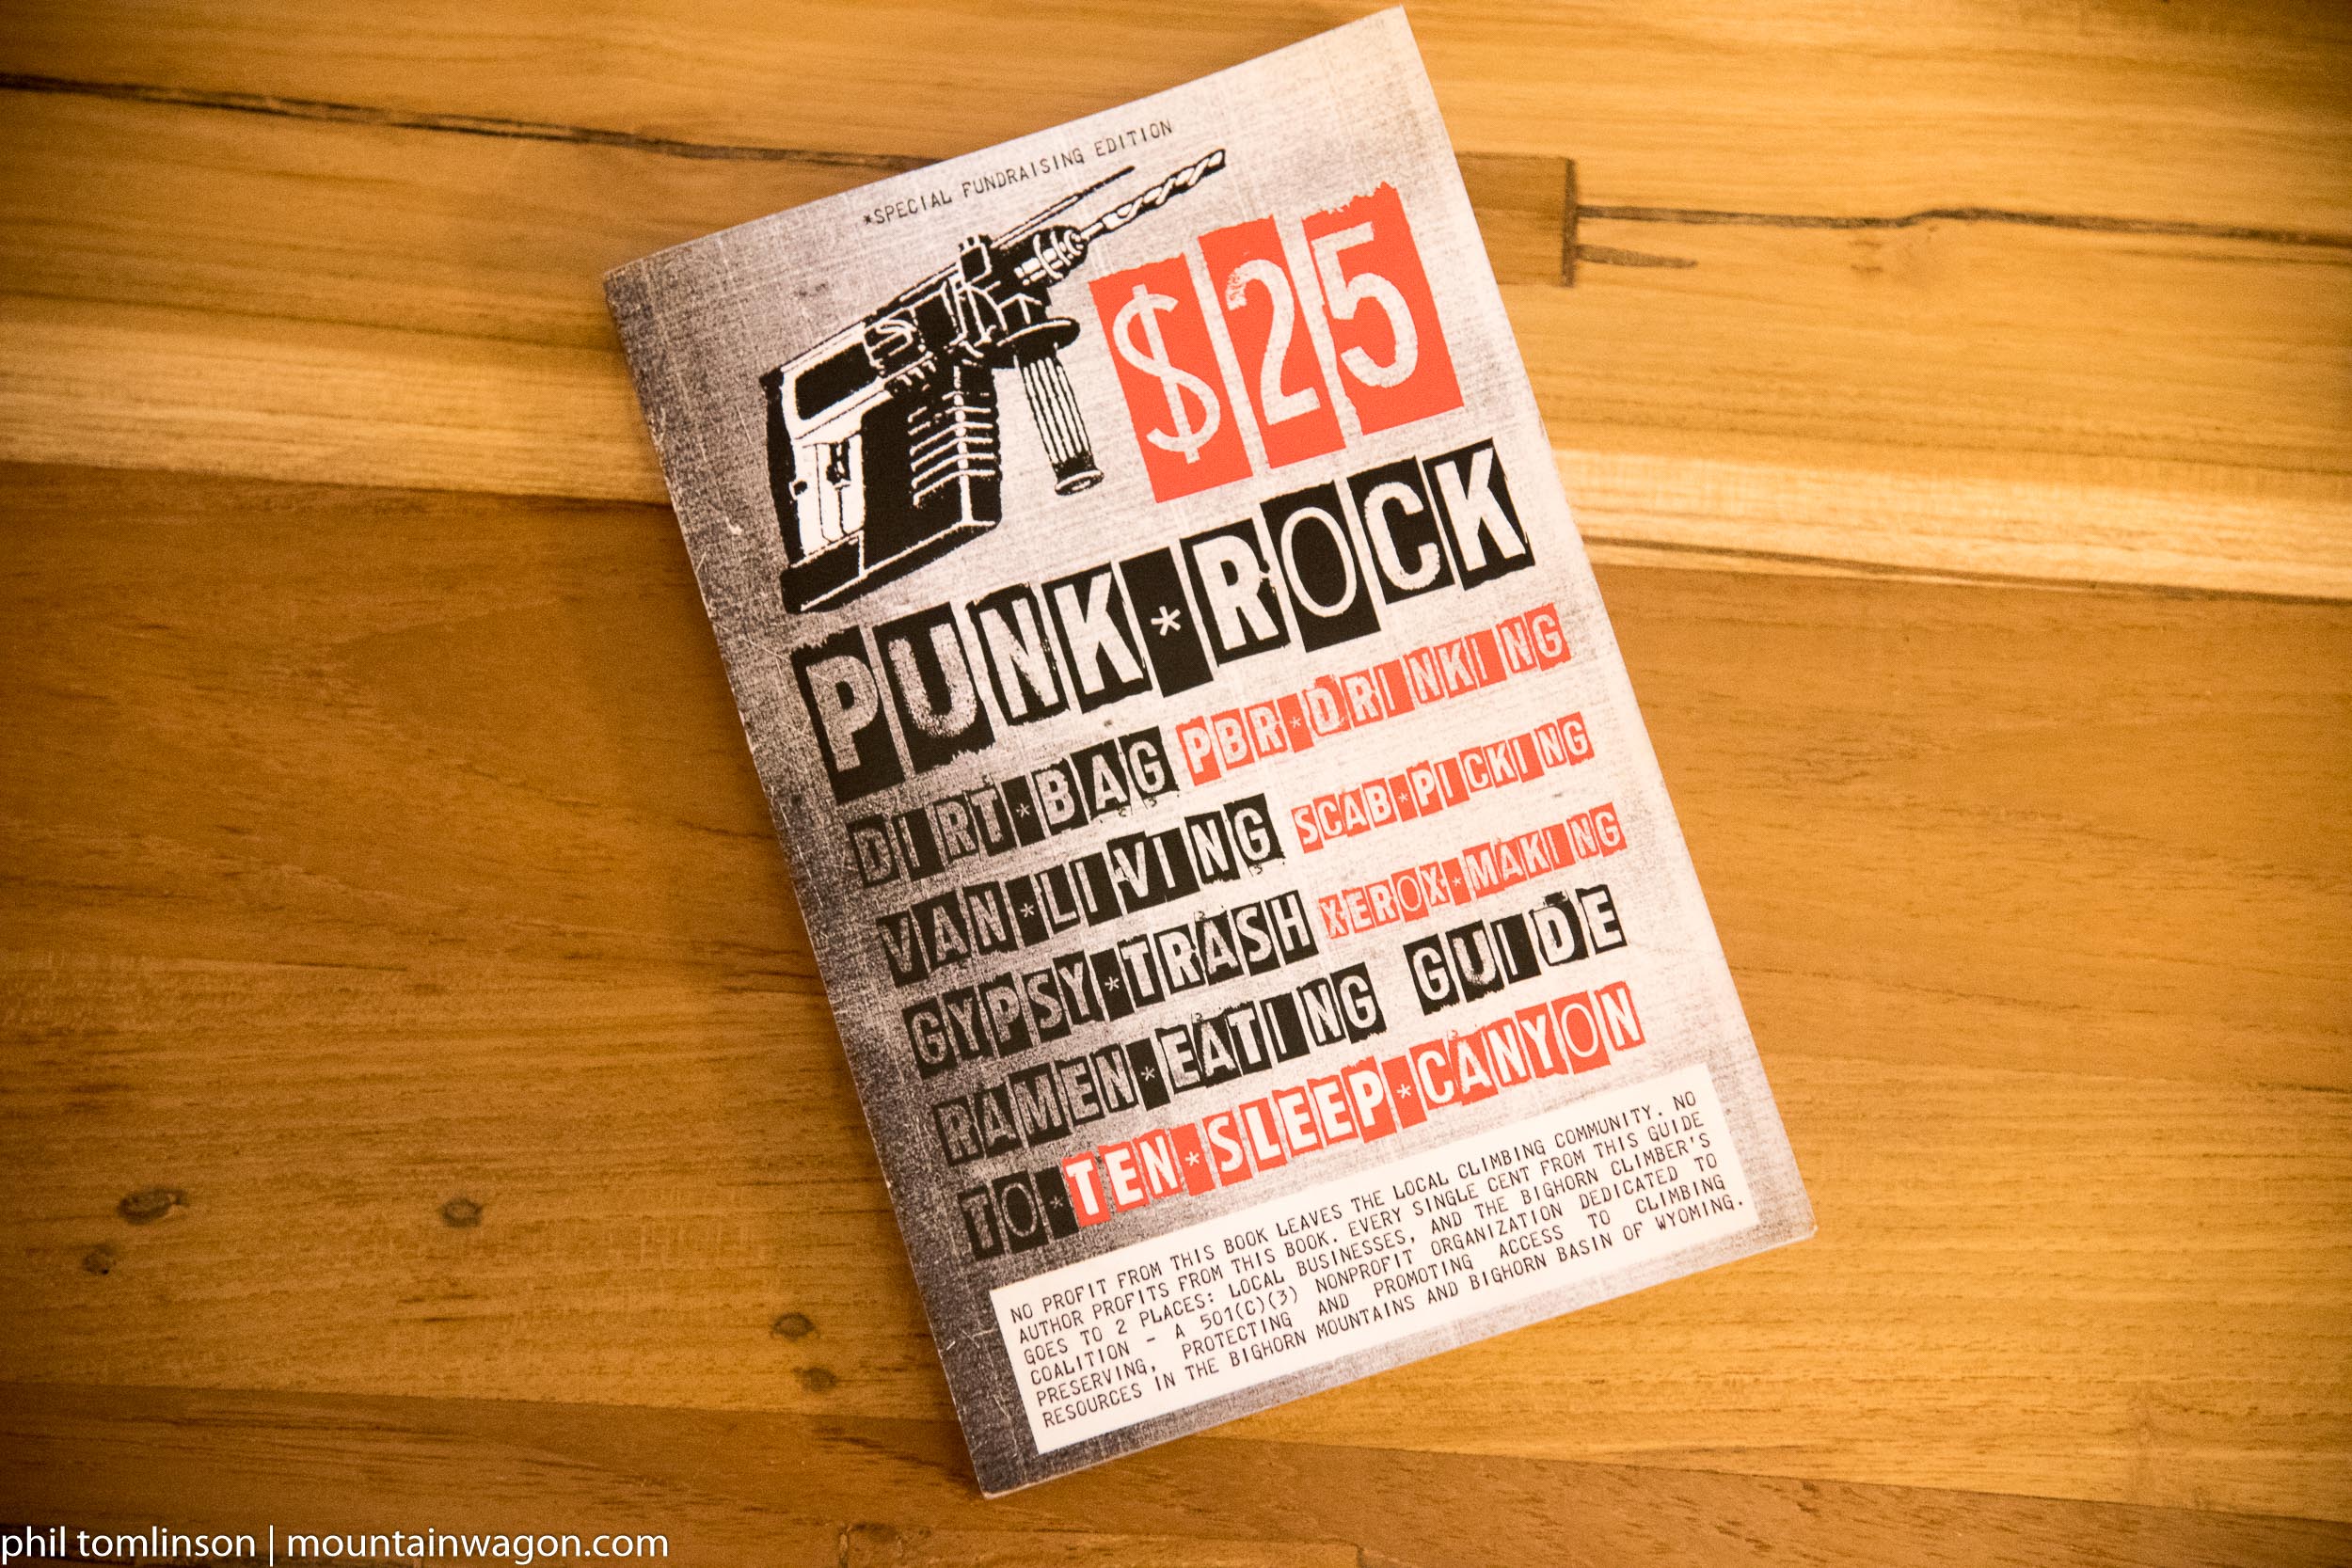 *SPECIAL FUNDRAISING EDITION
$25
PUNK*ROCK
DIRT*BAG PBR*DRINKING
VAN*LIVING SCAB*PICKING
GYPSY*TRASH XEROX*MAKING
RAMEN*EATING GUIDE
TO*TEN*SLEEP*CANYON
NO PROFIT FROM THIS BOOK LEAVES THE LOCAL CLIMBING COMMUNITY. NO
AUTHOR PROFITS FROM THIS BOOK. EVERY SINGLE CENT FROM THIS GUIDE
GOES TO 2 PLACES: LOCAL BUSINESSES, AND THE BIGHORN CLIMBER'S
COALITION - A 501(C)(3) NONPROFIT ORGANIZATION DEDICATED TO
PRESERVING, PROTECTING AND PROMOTING ACCESS TO CLIMBING
RESOURCES IN THE BIGHORN MOUNTAINS AND BIGHORN BASIN OF WYOMING.
phil tomlinson | mountainwagon.com